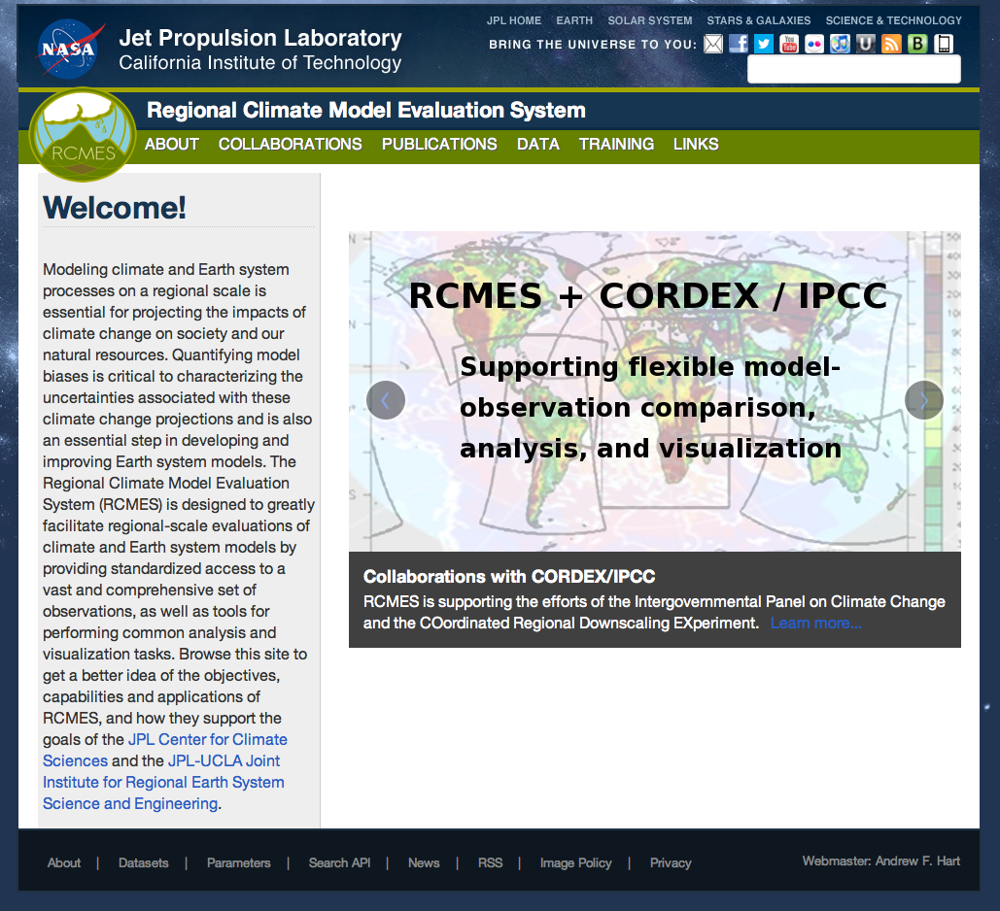 JPL HOME EARTH SOLAR SYSTEM STARS & GALAXIES SCIENCE & TECHNOLOGY
NASA
Jet Propulsion Laboratory
California Institute of Technology
BRING THE UNIVERSE TO YOU:
You Tube
U
B
Regional Climate Model Evaluation System
RCMES
ABOUT COLLABORATIONS PUBLICATIONS DATA TRAINING LINKS
Welcome!
Modeling climate and Earth system
processes on a regional scale is
essential for projecting the impacts of
climate change on society and our
natural resources. Quantifying model
biases is critical to characterizing the
uncertainties associated with these
climate change projections and is also
an essential step in developing and
improving Earth system models. The
Regional Climate Model Evaluation
System (RCMES) is designed to greatly
facilitate regional-scale evaluations of
climate and Earth system models by
providing standardized access to a
vast and comprehensive set of
observations, as well as tools for
performing common analysis and
visualization tasks. Browse this site to
get a better idea of the objectives,
capabilities and applications of
RCMES, and how they support the
goals of the JPL Center for Climate
Sciences and the JPL-UCLA Joint
Institute for Regional Earth System
Science and Engineering.
RCMES + CORDEX / IPCC
Supporting flexible model-
observation comparison,
analysis, and visualization
Collaborations with CORDEX/IPCC
RCMES is supporting the efforts of the Intergovernmental Panel on Climate Change
and the COordinated Regional Downscaling EXperiment. Learn more...
About | Datasets | Parameters | Search API | News | RSS | Image Policy | Privacy
Webmaster: Andrew F. Hart